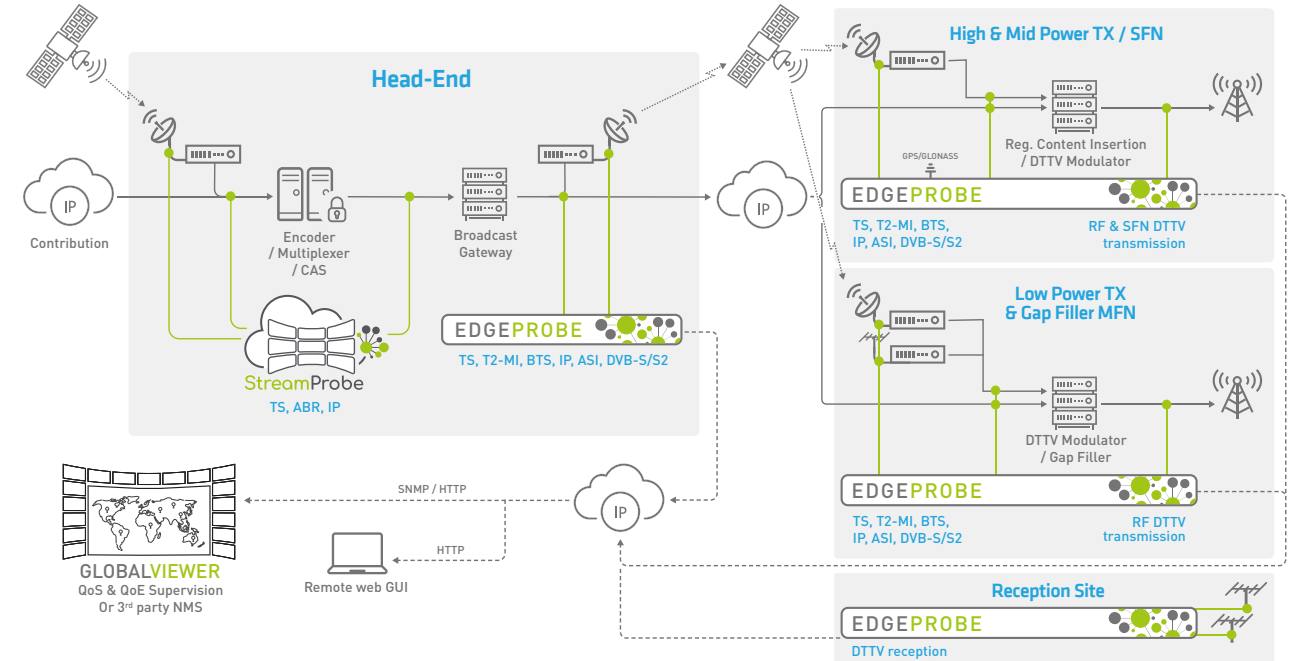 Head-End
IP
Contribution
Encoder
/ Multiplexer
/ CAS
Broadcast
Gateway
StreamProbe
TS, ABR, IP
EDGEPROBE
TS, T2-MI, BTS, IP, ASI, DVB-S/S2
IP
High & Mid Power TX / SFN
Reg. Content Insertion
/ DTTV Modulator
GPS/GLONASS
EDGEPROBE
TS, T2-MI, BTS,
IP, ASI, DVB-S/S2
RF & SFN DTTV
transmission
Low Power TX
& Gap Filler MFN
DTTV Modulator
/ Gap Filler
EDGEPROBE
TS, T2-MI, BTS,
IP, ASI, DVB-S/S2
RF DTTV
transmission
Reception Site
EDGEPROBE
DTTV reception
IP
SNMP / HTTP
HTTP
Remote web GUI
GLOBALVIEWER
QoS & QoE Supervision
Or 3rd party NMS